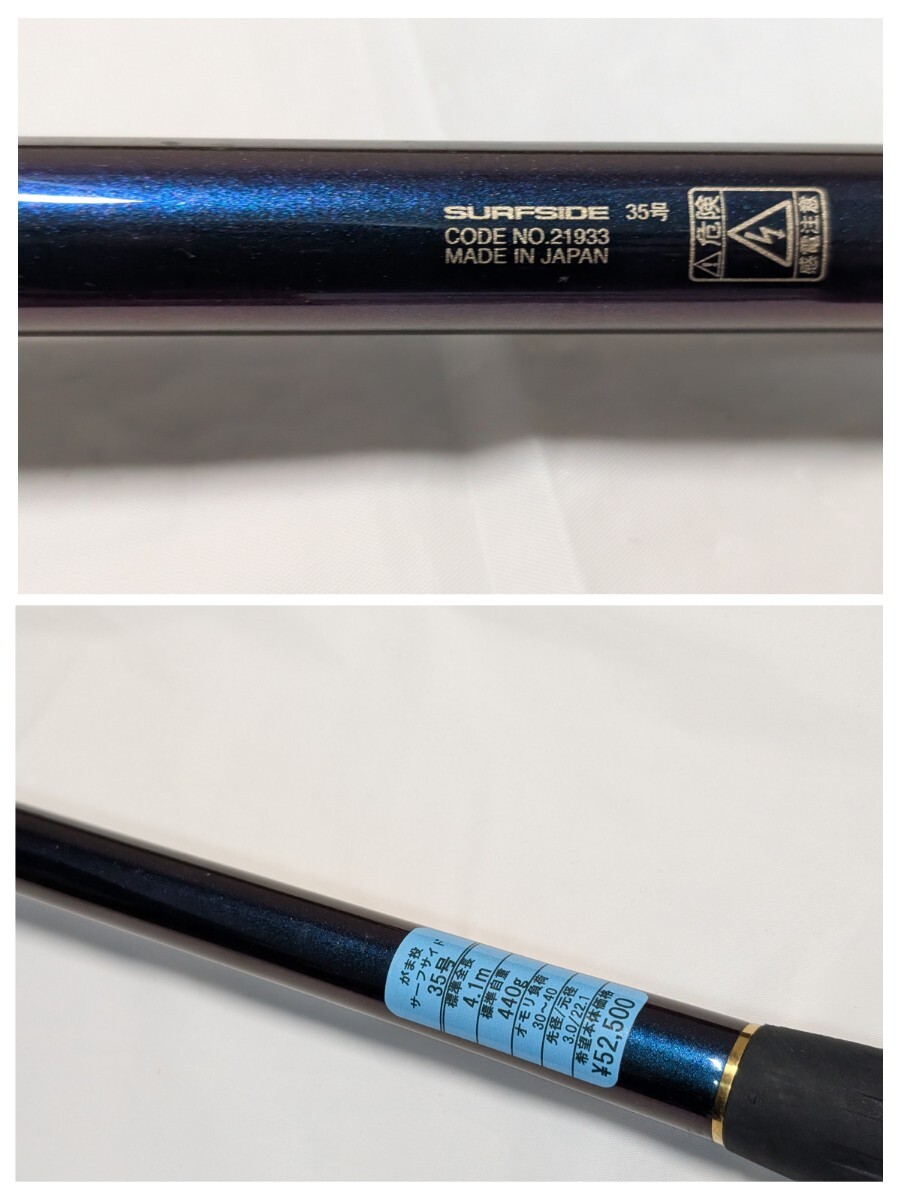 SURFSIDE 35号
CODE NO.21933
MADE IN JAPAN
危険
感電注意
がま投
サーフサイド
35号
標準全長
4.1m
標準自重
440g
オモリ負荷
30～40
先径/元径
3.0/22.1
希望本体価格
¥52,500